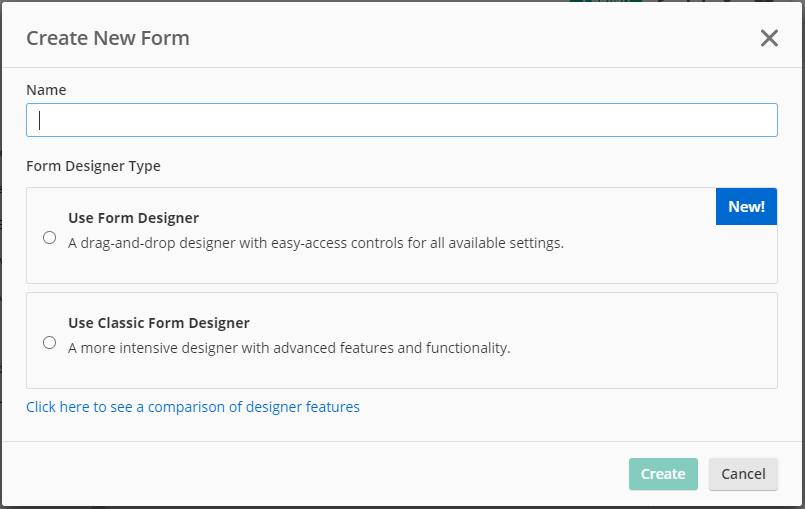 Create New Form
Name
Form Designer Type
New!
Use Form Designer
A drag-and-drop designer with easy-access controls for all available settings.
Use Classic Form Designer
A more intensive designer with advanced features and functionality.
Click here to see a comparison of designer features
Create
Cancel